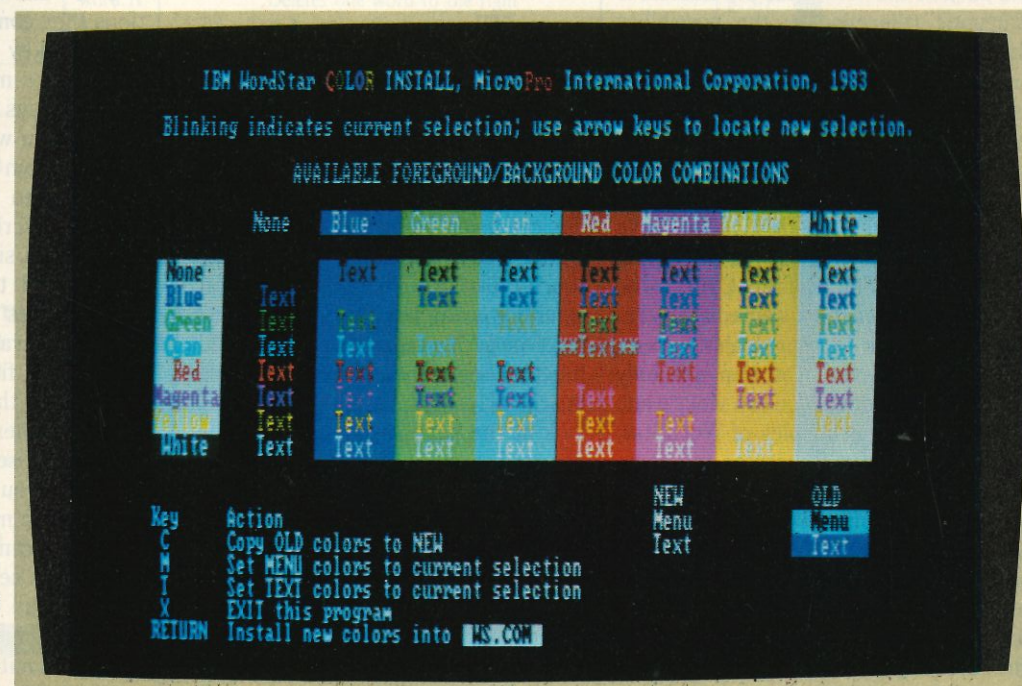 IBM WordStar COLOR INSTALL, MicroPro International Corporation, 1983
Blinking indicates current selection; use arrow keys to locate new selection.
AVAILABLE FOREGROUND/BACKGROUND COLOR COMBINATIONS
None Blue Green Cyan Red Magenta Yellow White
None Text Text Text Text Text Text Text
Blue Text Text Text Text Text Text Text
Green Text Text Text Text Text Text Text
Cyan Text Text Text **Text** Text Text Text
Red Text Text Text Text Text Text Text
Magenta Text Text Text Text Text Text Text
Yellow Text Text Text Text Text Text Text
White Text Text Text Text Text Text Text
NEW OLD
Menu Menu
Text Text
Key Action
C Copy OLD colors to NEW
M Set MENU colors to current selection
T Set TEXT colors to current selection
X EXIT this program
RETURN Install new colors into WS.COM